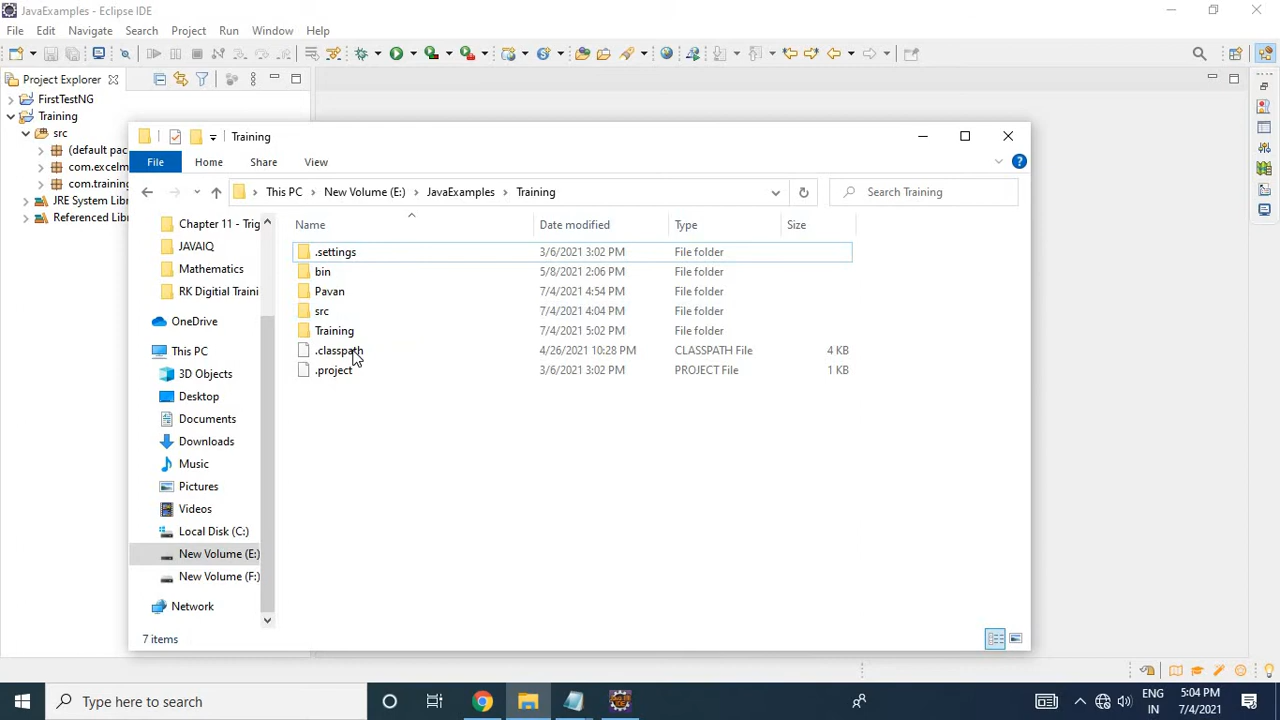 JavaExamples - Eclipse IDE
File Edit Navigate Search Project Run Window Help
Project Explorer
FirstTestNG
Training
src
(default pac
com.excelm
com.training
JRE System Lib
Referenced Lib
Training
File Home Share View
This PC New Volume (E:) JavaExamples Training
Search Training
Name Date modified Type Size
.settings 3/6/2021 3:02 PM File folder
bin 5/8/2021 2:06 PM File folder
Pavan 7/4/2021 4:54 PM File folder
src 7/4/2021 4:04 PM File folder
Training 7/4/2021 5:02 PM File folder
.classpath 4/26/2021 10:28 PM CLASSPATH File 4 KB
.project 3/6/2021 3:02 PM PROJECT File 1 KB
Chapter 11 - Trig
JAVAIQ
Mathematics
RK Digitial Traini
OneDrive
This PC
3D Objects
Desktop
Documents
Downloads
Music
Pictures
Videos
Local Disk (C:)
New Volume (E:)
New Volume (F:)
Network
7 items
Type here to search
ENG
IN
5:04 PM
7/4/2021